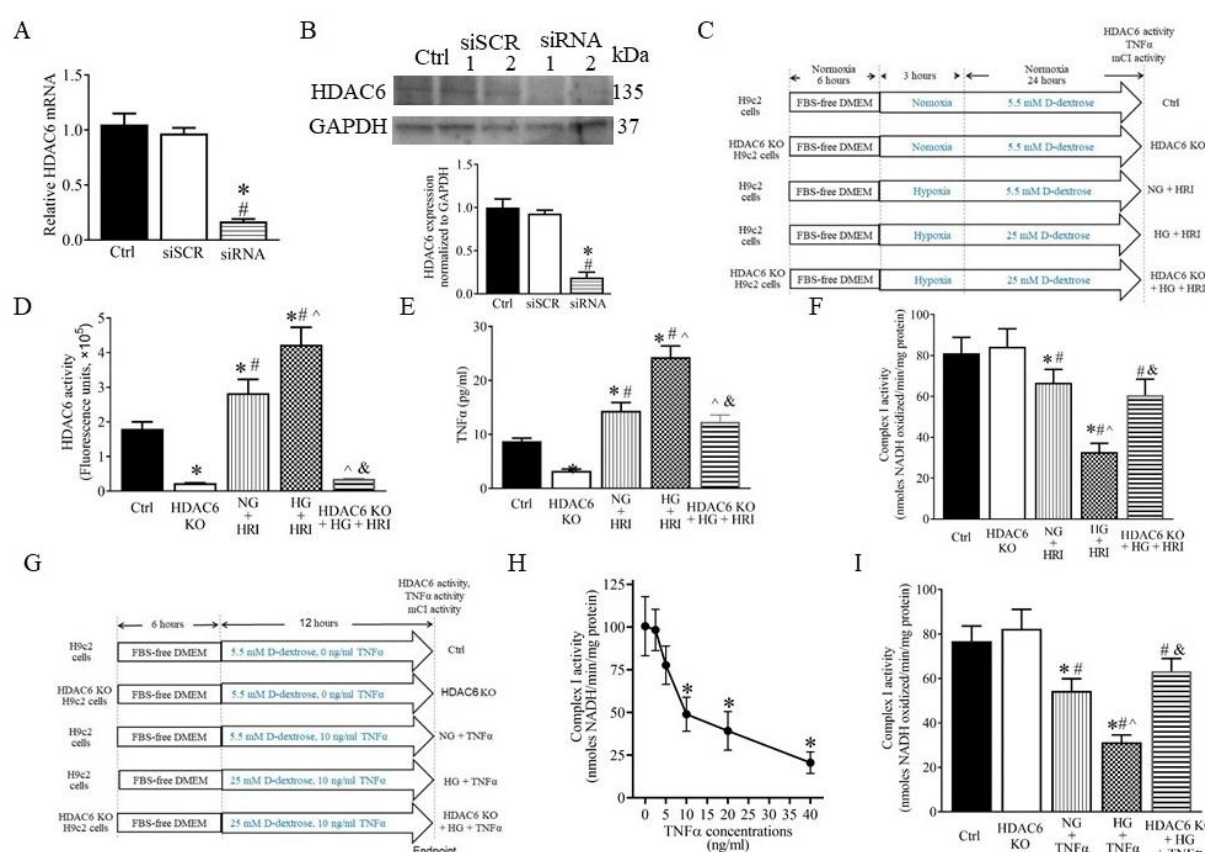 A
Relative HDAC6 mRNA
1.5
1.0
0.5
0.0
*
#
Ctrl
siSCR
siRNA
B
Ctrl siSCR siRNA kDa
1 2 1 2
HDAC6 135
GAPDH 37
HDAC6 expression
normalized to GAPDH
1.5
1.0
0.5
0.0
*
#
Ctrl
siSCR
siRNA
C
HDAC6 activity
TNFα
mCI activity
Normoxia
6 hours
3 hours
Normoxia
24 hours
H9c2
cells
FBS-free DMEM
Nomoxia
5.5 mM D-dextrose
Ctrl
HDAC6 KO
H9c2 cells
FBS-free DMEM
Nomoxia
5.5 mM D-dextrose
HDAC6 KO
H9c2
cells
FBS-free DMEM
Hypoxia
5.5 mM D-dextrose
NG + HRI
H9c2
cells
FBS-free DMEM
Hypoxia
25 mM D-dextrose
HG + HRI
HDAC6 KO
H9c2 cells
FBS-free DMEM
Hypoxia
25 mM D-dextrose
HDAC6 KO
+ HG + HRI
D
HDAC6 activity
(Fluorescence units, ×10⁵)
5
4
3
2
1
0
*
* #
*# ^
^ &
Ctrl
HDAC6
KO
NG
+
HRI
HG
+
HRI
HDAC6 KO
+ HG + HRI
E
TNFα (pg/ml)
30
20
10
0
*
* #
*# ^
^ &
Ctrl
HDAC6
KO
NG
+
HRI
HG
+
HRI
HDAC6 KO
+ HG + HRI
F
Complex I activity
(nmoles NADH oxidized/min/mg protein)
100
80
60
40
20
0
* #
*#^
# &
Ctrl
HDAC6
KO
NG
+
HRI
HG
+
HRI
HDAC6 KO
+ HG + HRI
G
HDAC6 activity,
TNFα activity
mCI activity
6 hours
12 hours
H9c2
cells
FBS-free DMEM
5.5 mM D-dextrose, 0 ng/ml TNFα
Ctrl
HDAC6 KO
H9c2 cells
FBS-free DMEM
5.5 mM D-dextrose, 0 ng/ml TNFα
HDAC6 KO
H9c2
cells
FBS-free DMEM
5.5 mM D-dextrose, 10 ng/ml TNFα
NG + TNFα
H9c2
cells
FBS-free DMEM
25 mM D-dextrose, 10 ng/ml TNFα
HG + TNFα
HDAC6 KO
H9c2 cells
FBS-free DMEM
25 mM D-dextrose, 10 ng/ml TNFα
HDAC6 KO
+ HG + TNFα
Endpoint
H
Complex I activity
(nmoles NADH/min/mg protein)
125
100
75
50
25
0
*
*
*
0 5 10 15 20 25 30 35 40
TNFα concentrations
(ng/ml)
I
Complex I activity
(nmoles NADH oxidized/min/mg protein)
100
80
60
40
20
0
* #
*#^
# &
Ctrl
HDAC6
KO
NG
+
TNFα
HG
+
TNFα
HDAC6 KO
+ HG